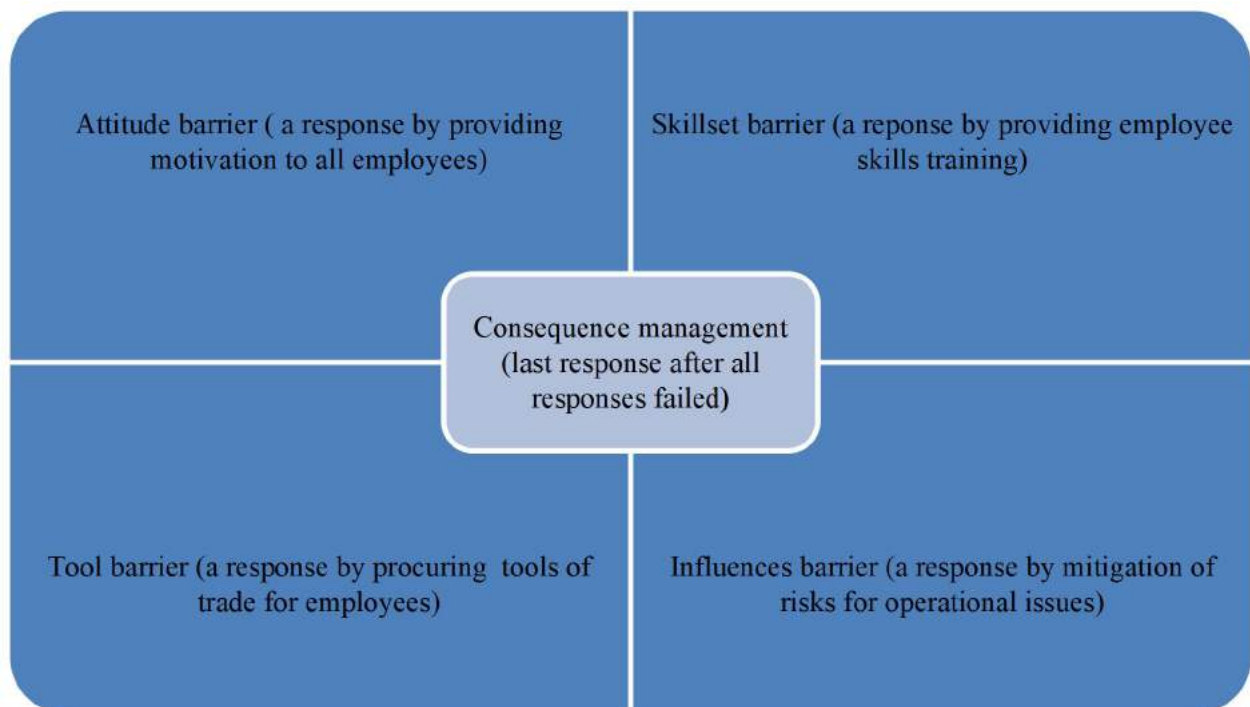 Attitude barrier ( a response by providing
motivation to all employees)
Skillset barrier (a reponse by providing employee
skills training)
Consequence management
(last response after all
responses failed)
Tool barrier (a response by procuring tools of
trade for employees)
Influences barrier (a response by mitigation of
risks for operational issues)